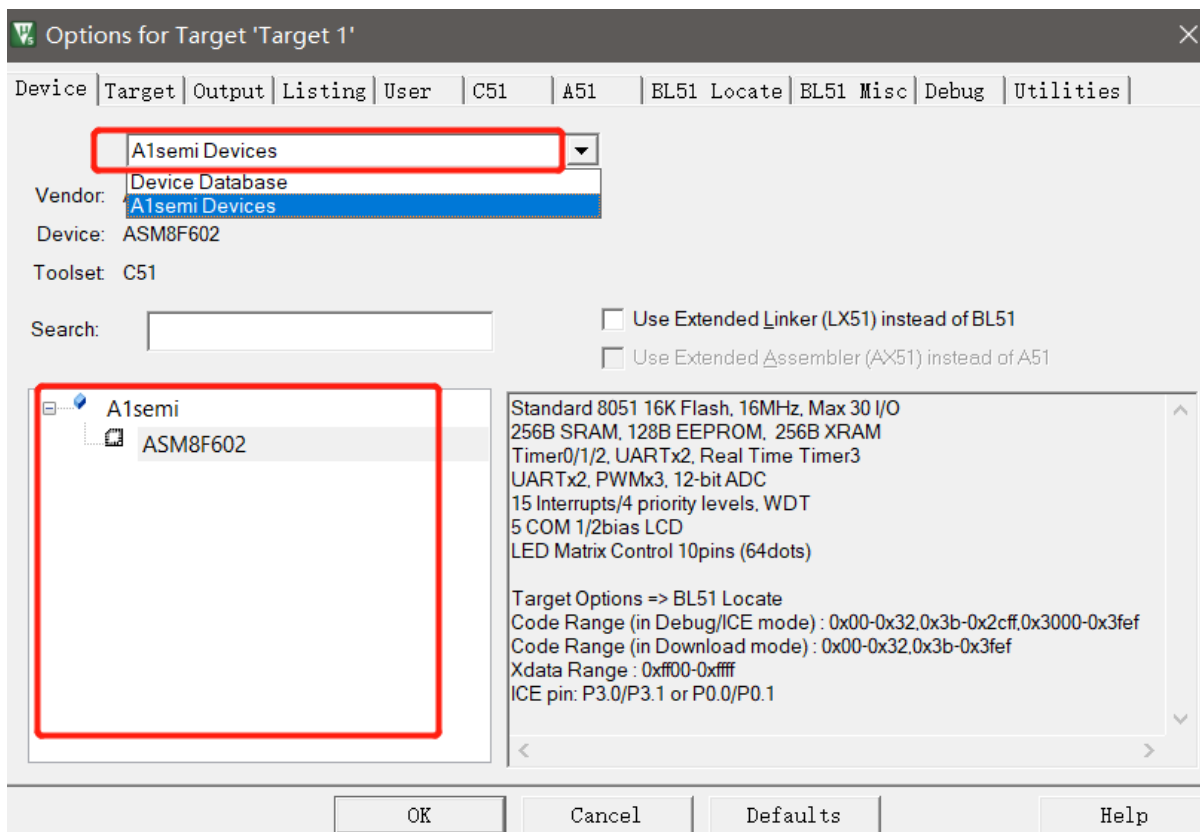 Options for Target 'Target 1'
Device Target Output Listing User C51 A51 BL51 Locate BL51 Misc Debug Utilities
A1semi Devices
Device Database
A1semi Devices
Vendor:
Device: ASM8F602
Toolset C51
Search:
Use Extended Linker (LX51) instead of BL51
Use Extended Assembler (AX51) instead of A51
A1semi
ASM8F602
Standard 8051 16K Flash, 16MHz, Max 30 I/O
256B SRAM, 128B EEPROM, 256B XRAM
Timer0/1/2, UARTx2, Real Time Timer3
UARTx2, PWMx3, 12-bit ADC
15 Interrupts/4 priority levels, WDT
5 COM 1/2bias LCD
LED Matrix Control 10pins (64dots)
Target Options => BL51 Locate
Code Range (in Debug/ICE mode) : 0x00-0x32,0x3b-0x2cff,0x3000-0x3fef
Code Range (in Download mode) : 0x00-0x32,0x3b-0x3fef
Xdata Range : 0xff00-0xffff
ICE pin: P3.0/P3.1 or P0.0/P0.1
OK Cancel Defaults Help